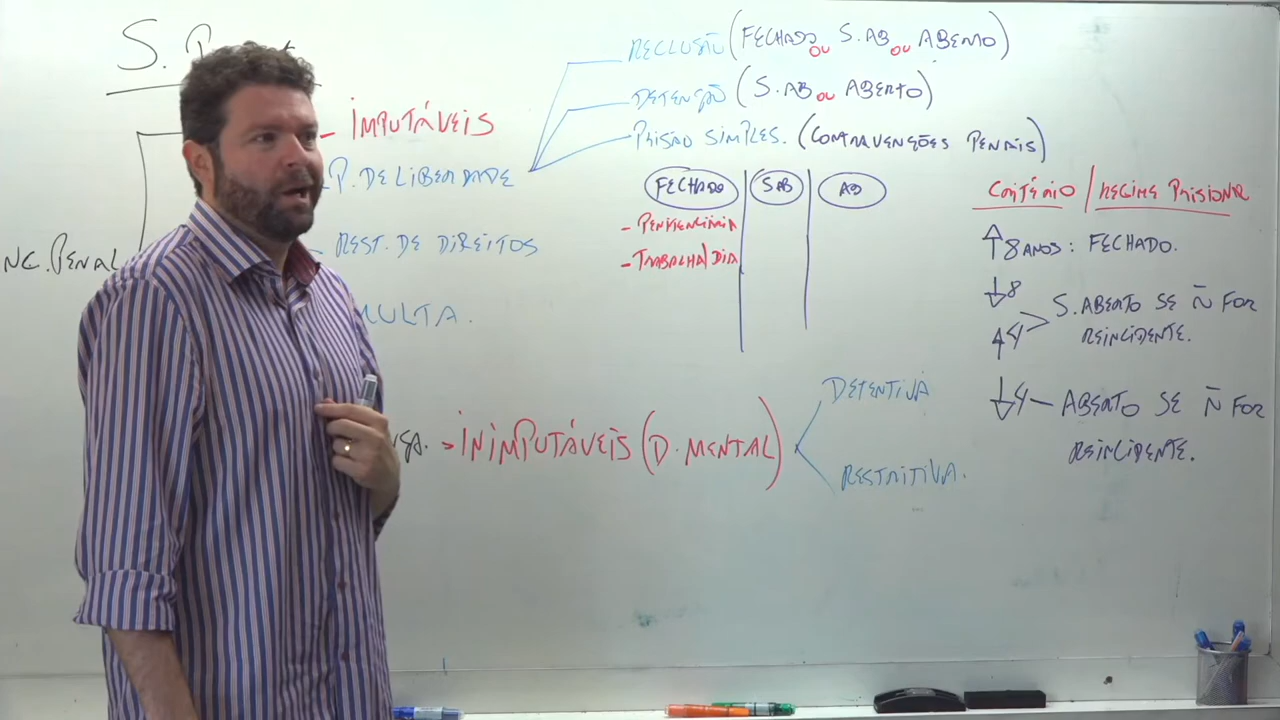 S.
- IMPUTÁVEIS
P. DE LIBERDADE
REST. DE DIREITOS
MULTA.
NC. PENAL
RECLUSÃO (FECHADO OU S.AB OU ABERTO)
DETENÇÃO (S.AB OU ABERTO)
PRISÃO SIMPLES. (CONTRAVENÇÕES PENAIS)
FECHADO SAB AB
- PENITENCIÁRIA
- TRABALHA/DIA
CRITÉRIO / REGIME PRISIONAL
↑ 8 ANOS: FECHADO.
↓ 8
↑ 4
S. ABERTO SE Ñ FOR
REINCIDENTE.
↓ 4 — ABERTO SE Ñ FOR
REINCIDENTE.
→ INIMPUTÁVEIS (D. MENTAL)
DETENTIVA
RESTRITIVA.